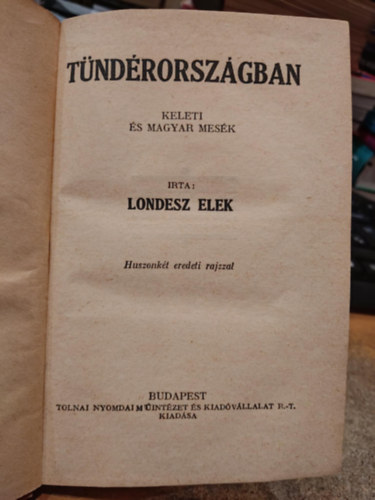 TÜNDÉRORSZÁGBAN
KELETI
ÉS MAGYAR MESÉK
IRTA:
LONDESZ ELEK
Huszonkét eredeti rajzzal
BUDAPEST
TOLNAI NYOMDAI MŰINTÉZET ÉS KIADÓVÁLLALAT R.-T.
KIADÁSA